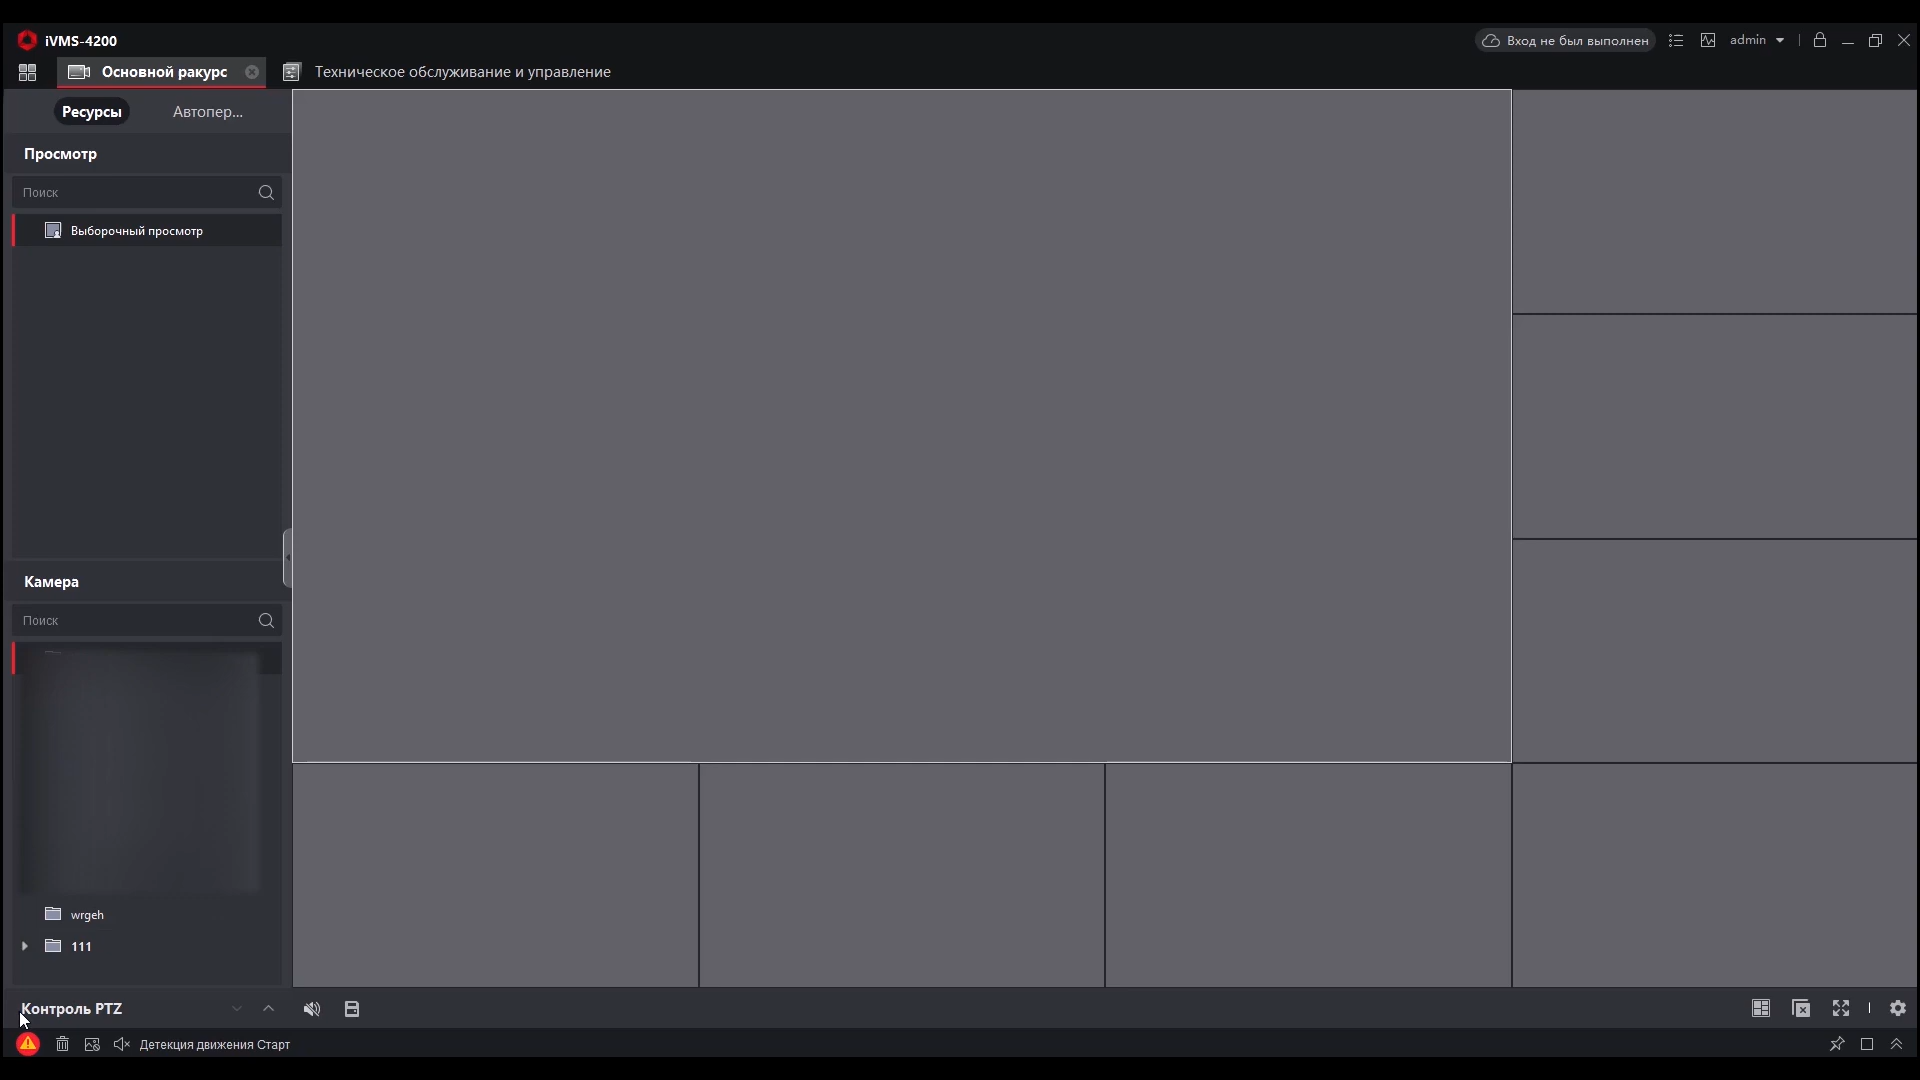 iVMS-4200
Вход не был выполнен
admin
Основной ракурс
Техническое обслуживание и управление
Ресурсы
Автопер...
Просмотр
Поиск
Выборочный просмотр
Камера
Поиск
wrgeh
111
Контроль PTZ
Детекция движения Старт